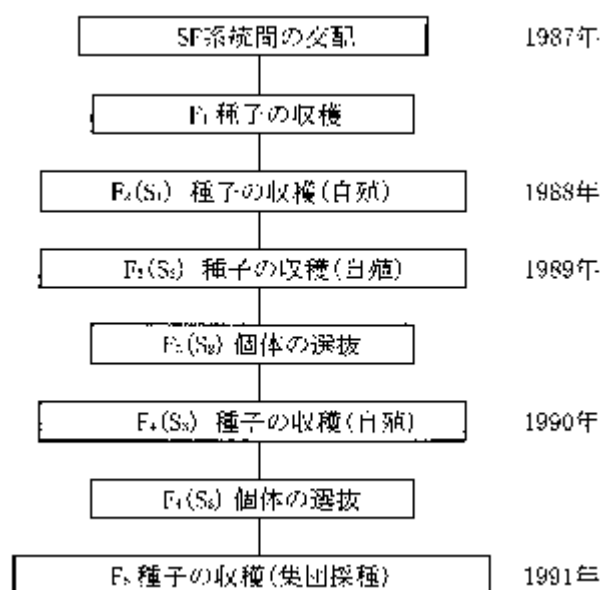 SF系統間の交配 1987年
F₁ 種子の収穫
F₂(S₁) 種子の収穫(自殖) 1988年
F₃(S₂) 種子の収穫(自殖) 1989年
F₃(S₂) 個体の選抜
F₄(S₃) 種子の収穫(自殖) 1990年
F₄(S₃) 個体の選抜
F₅ 種子の収穫(集団採種) 1991年